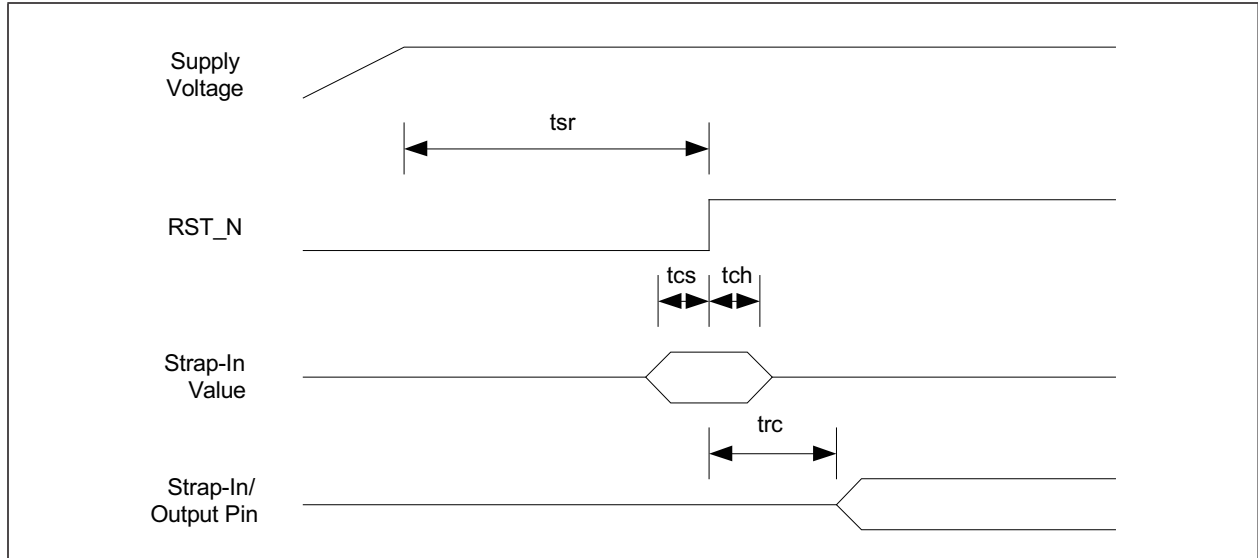 Supply
Voltage
tsr
RST_N
tcs
tch
Strap-In
Value
trc
Strap-In/
Output Pin